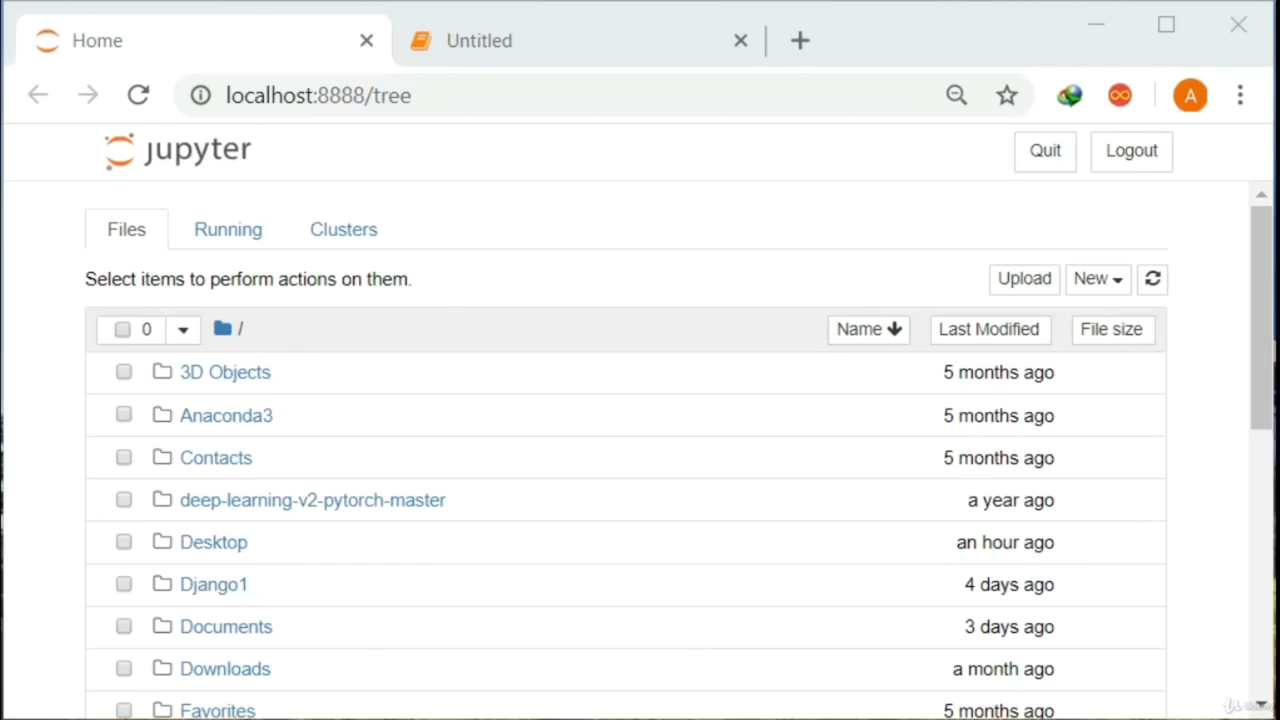 Home Untitled
localhost:8888/tree A
jupyter Quit Logout
Files Running Clusters
Select items to perform actions on them. Upload New
0 / Name Last Modified File size
3D Objects 5 months ago
Anaconda3 5 months ago
Contacts 5 months ago
deep-learning-v2-pytorch-master a year ago
Desktop an hour ago
Django1 4 days ago
Documents 3 days ago
Downloads a month ago
Favorites 5 months ago